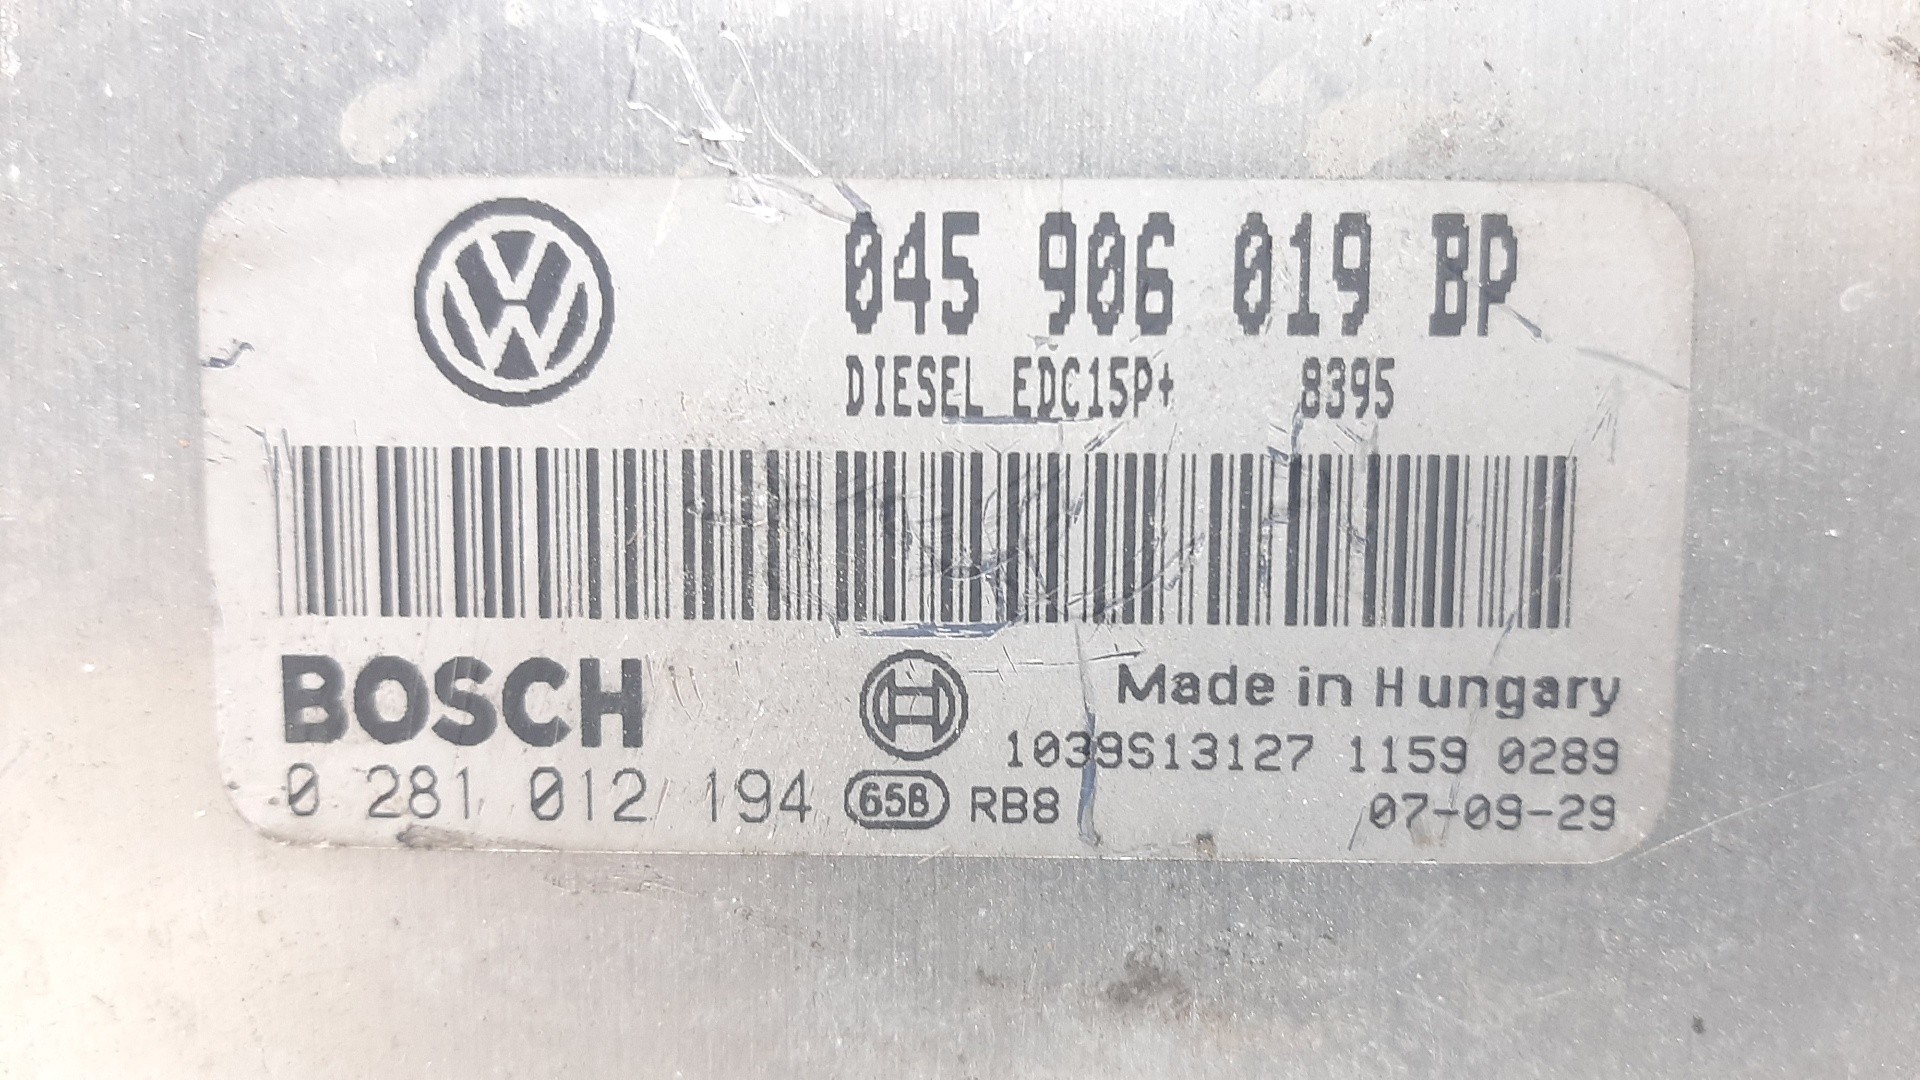 045 906 019 BP
DIESEL EDC15P+ 8395
BOSCH
Made in Hungary
1039S13127 1159 0289
0 281 012 194 658 RB8 07-09-29